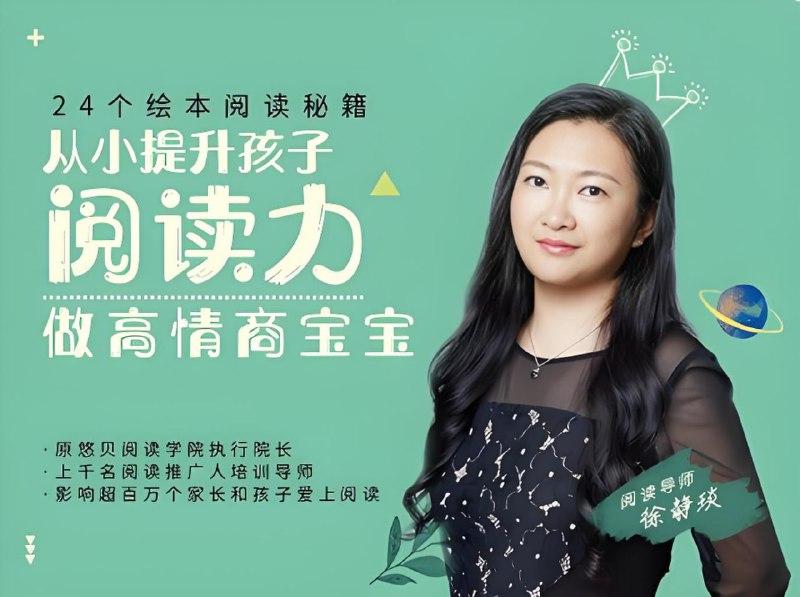 24个绘本阅读秘籍
从小提升孩子
阅读力
做高情商宝宝
·原悠贝阅读学院执行院长
·上千名阅读推广人培训导师
·影响超百万个家长和孩子爱上阅读
阅读导师
徐静琰